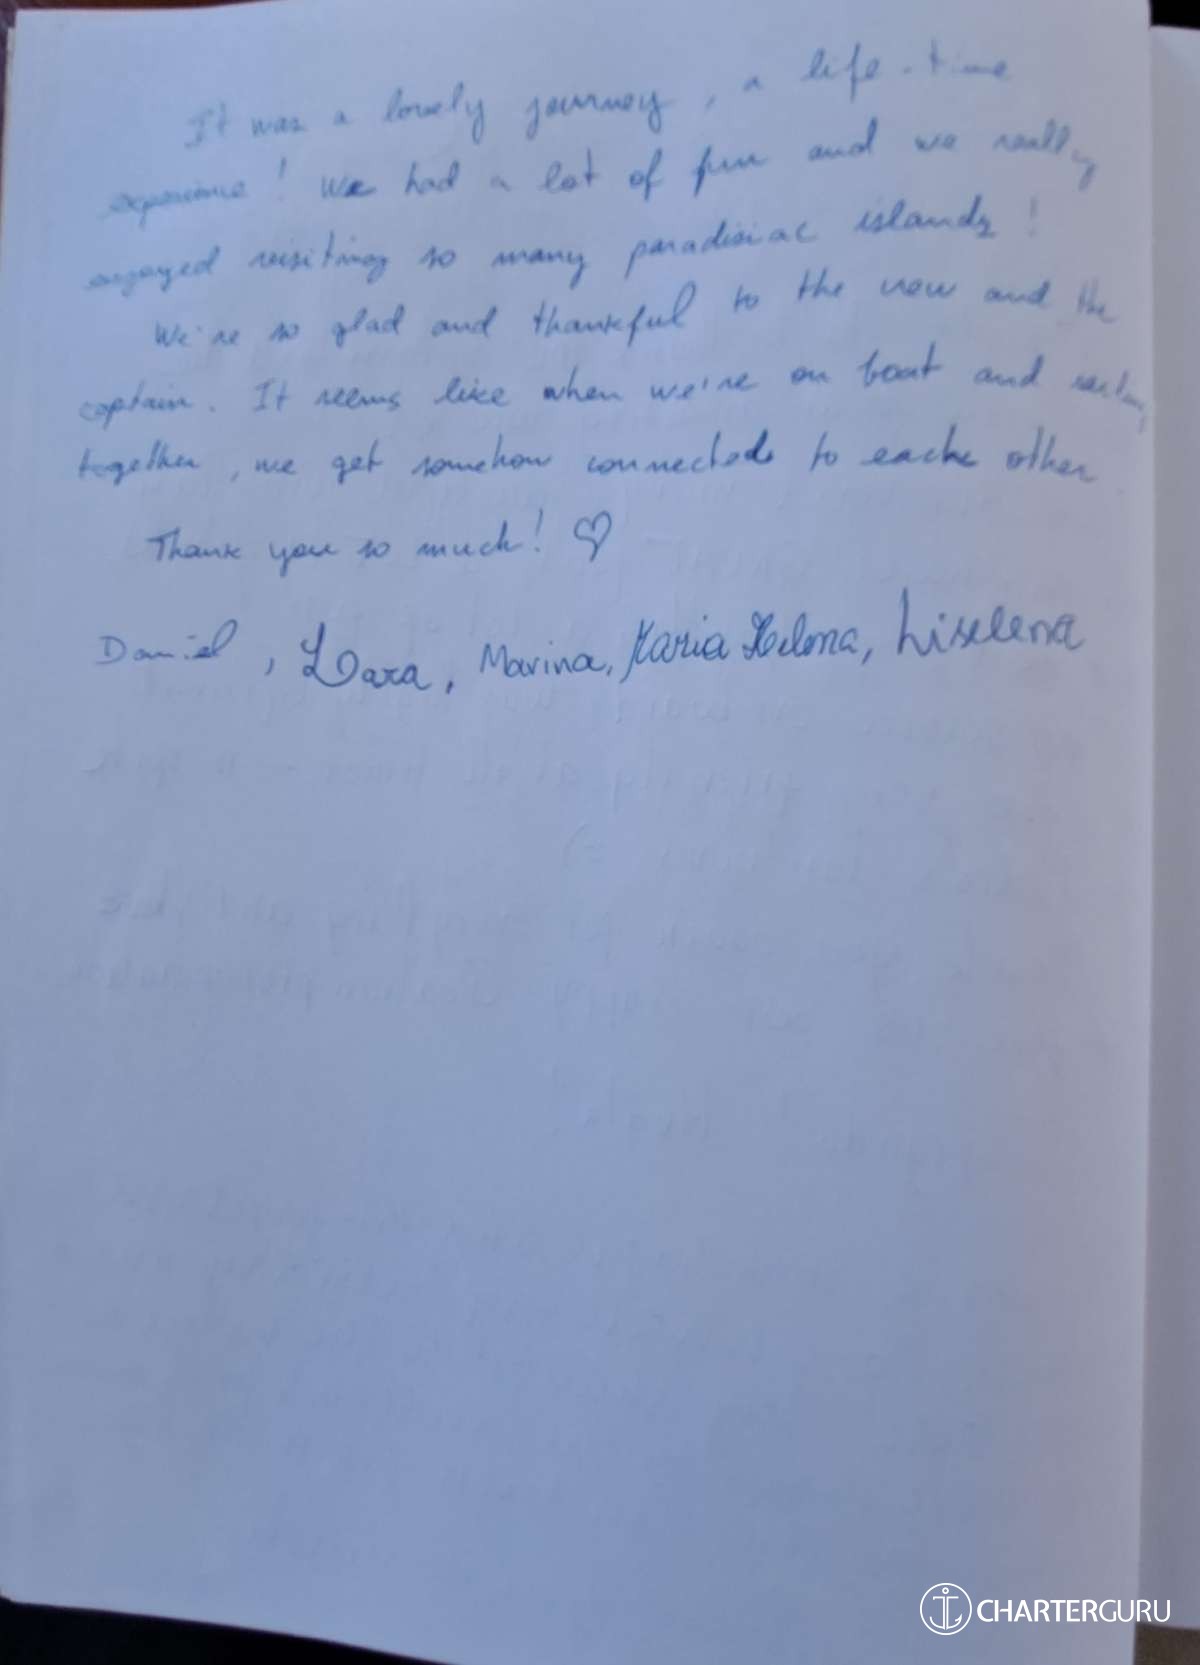 It was a lovely journey, a life-time
experience! We had a lot of fun and we really
enjoyed visiting so many paradisiac islands!
We're so glad and thankful to the crew and the
captain. It seems like when we're on boat and
together, we get somehow connected to each other
Thank you so much! ♡
Daniel, Lara, Marina, Maria Helena, Liselena
CHARTERGURU